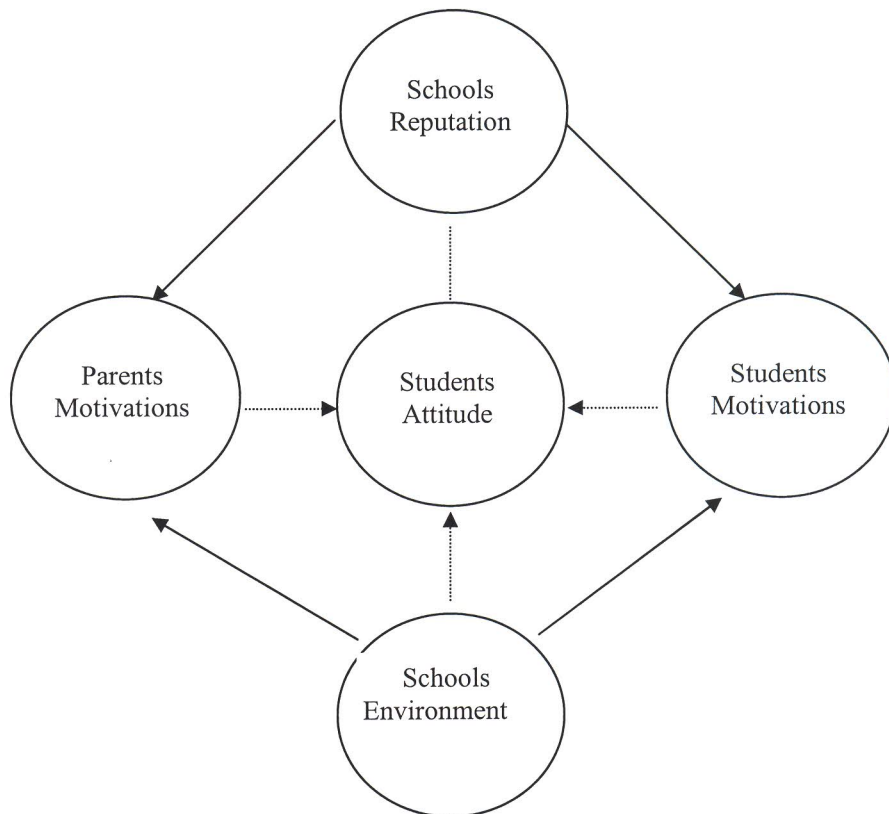 Schools
Reputation
Parents
Motivations
Students
Attitude
Students
Motivations
Schools
Environment